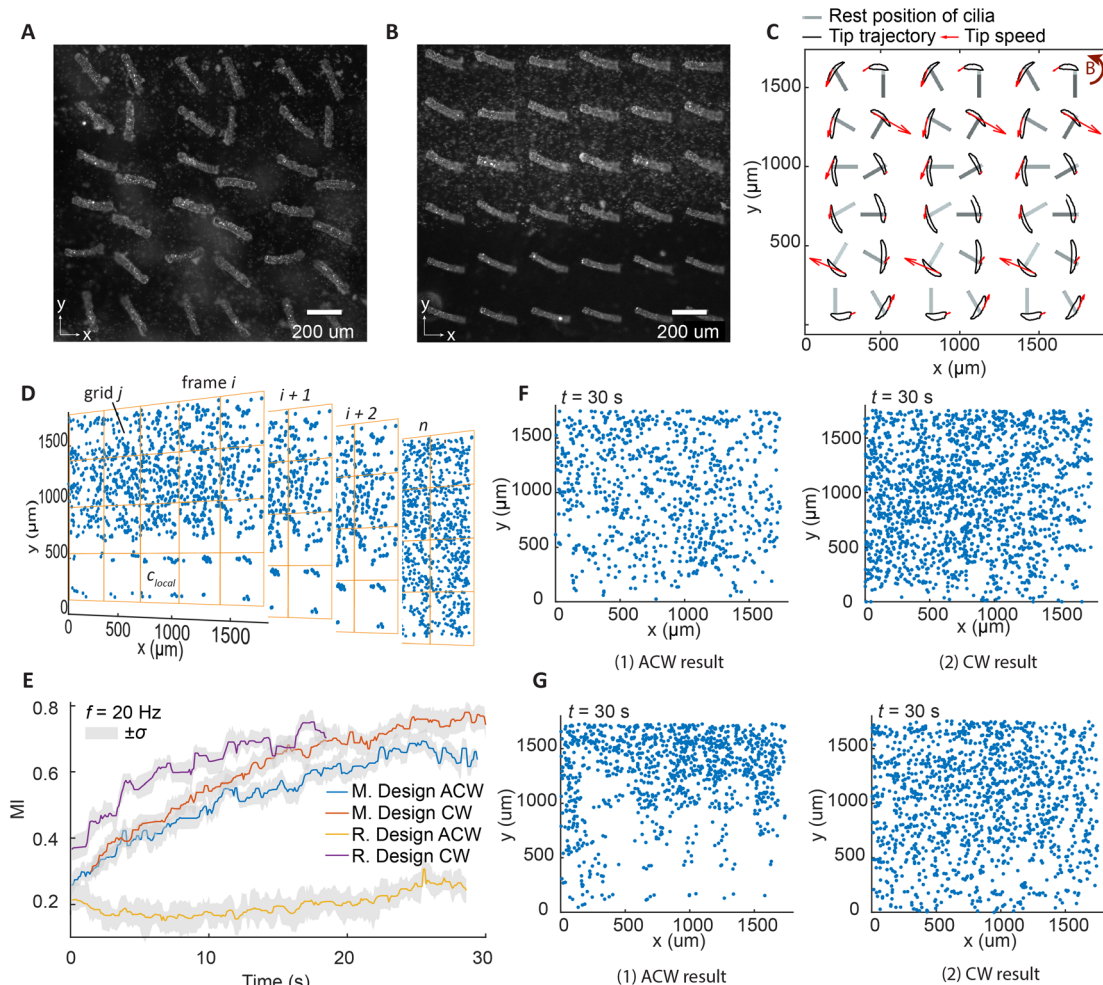 A
B
C
Rest position of cilia
Tip trajectory
Tip speed
B
y
x
200 um
y
x
200 um
1500
1000
500
y (µm)
500
1000
1500
x (µm)
D
grid j
frame i
i + 1
i + 2
n
1500
1000
500
0
y (µm)
c_local
0
500
1000
1500
x (µm)
F
t = 30 s
1500
1000
500
0
y (µm)
0
500
1000
1500
x (µm)
(1) ACW result
t = 30 s
1500
1000
500
0
y (µm)
0
500
1000
1500
x (µm)
(2) CW result
E
f = 20 Hz
±σ
0.8
0.6
0.4
0.2
MI
M. Design ACW
M. Design CW
R. Design ACW
R. Design CW
0
10
20
30
Time (s)
G
t = 30 s
1500
1000
500
0
y (um)
0
500
1000
1500
x (um)
(1) ACW result
t = 30 s
1500
1000
500
0
y (um)
0
500
1000
1500
x (um)
(2) CW result